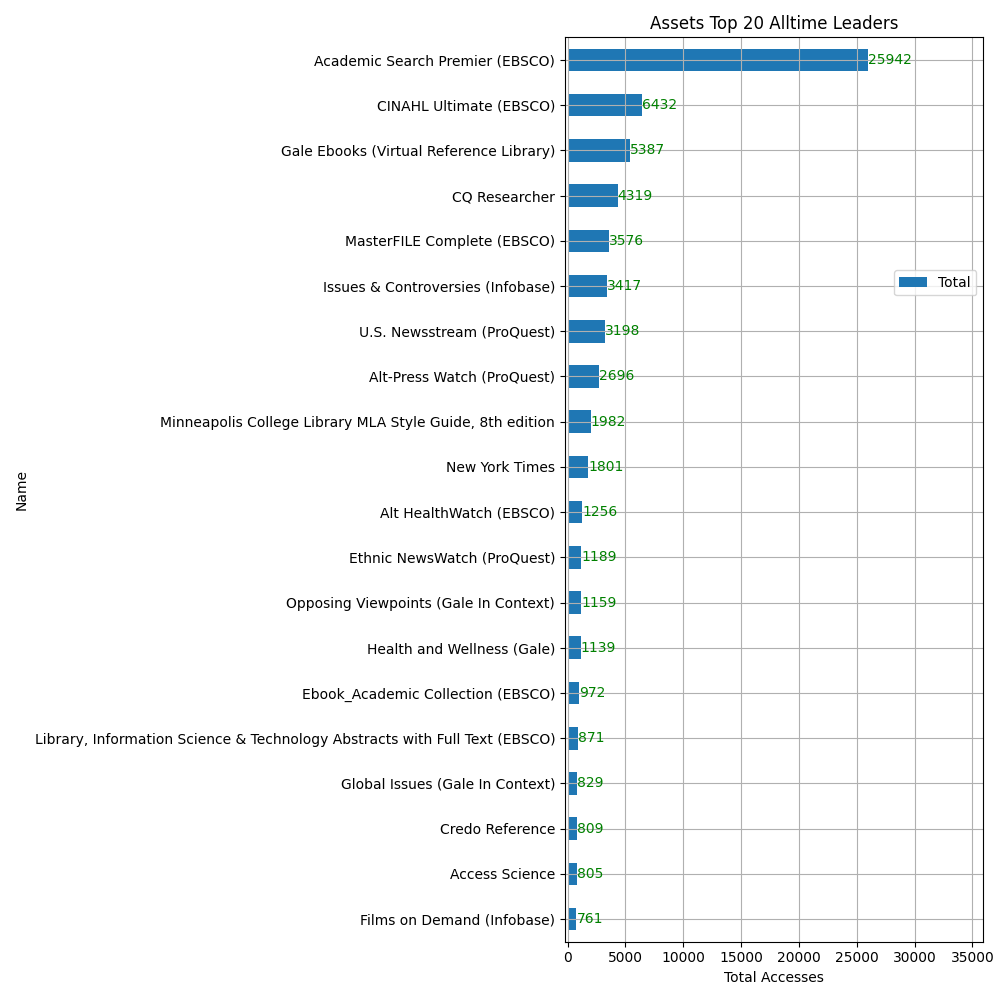 Assets Top 20 Alltime Leaders
Academic Search Premier (EBSCO) 25942
CINAHL Ultimate (EBSCO) 6432
Gale Ebooks (Virtual Reference Library) 5387
CQ Researcher 4319
MasterFILE Complete (EBSCO) 3576
Issues & Controversies (Infobase) 3417
Total
U.S. Newsstream (ProQuest) 3198
Alt-Press Watch (ProQuest) 2696
Minneapolis College Library MLA Style Guide, 8th edition 1982
New York Times 1801
Name
Alt HealthWatch (EBSCO) 1256
Ethnic NewsWatch (ProQuest) 1189
Opposing Viewpoints (Gale In Context) 1159
Health and Wellness (Gale) 1139
Ebook_Academic Collection (EBSCO) 972
Library, Information Science & Technology Abstracts with Full Text (EBSCO) 871
Global Issues (Gale In Context) 829
Credo Reference 809
Access Science 805
Films on Demand (Infobase) 761
0 5000 10000 15000 20000 25000 30000 35000
Total Accesses